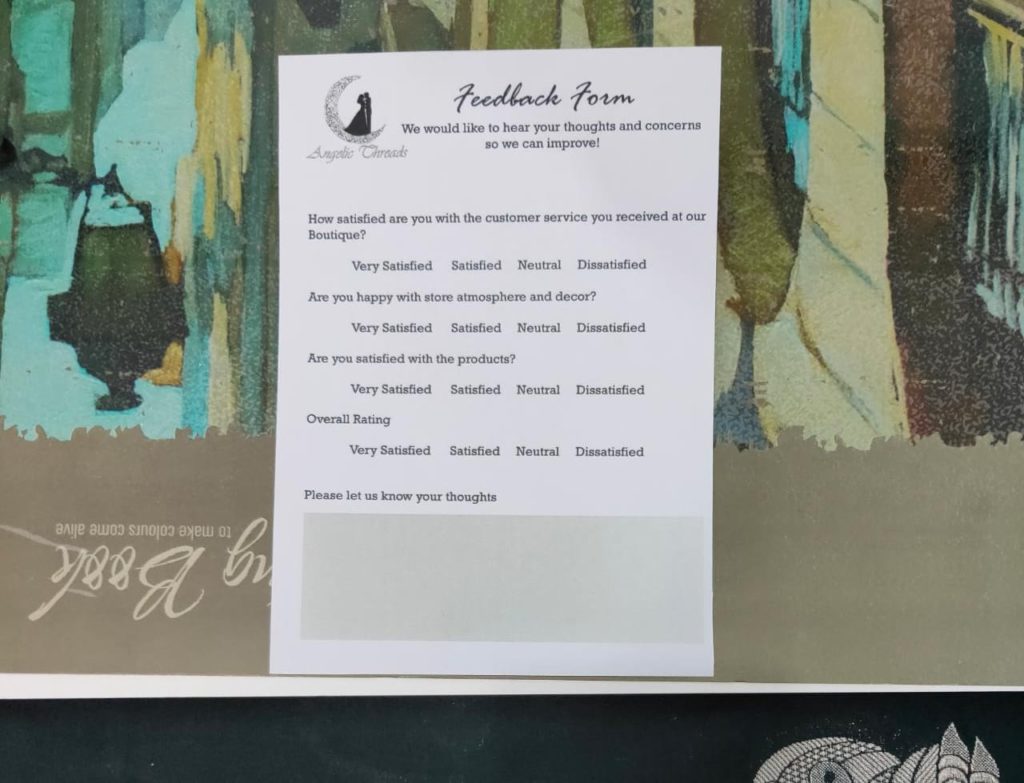 Feedback Form
We would like to hear your thoughts and concerns
so we can improve!
Angelic Threads
How satisfied are you with the customer service you received at our
Boutique?
Very Satisfied Satisfied Neutral Dissatisfied
Are you happy with store atmosphere and decor?
Very Satisfied Satisfied Neutral Dissatisfied
Are you satisfied with the products?
Very Satisfied Satisfied Neutral Dissatisfied
Overall Rating
Very Satisfied Satisfied Neutral Dissatisfied
Please let us know your thoughts
to make colours come alive
Book